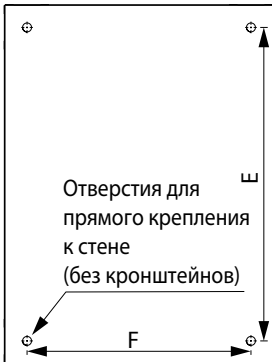 E
Отверстия для
прямого крепления
к стене
(без кронштейнов)
F